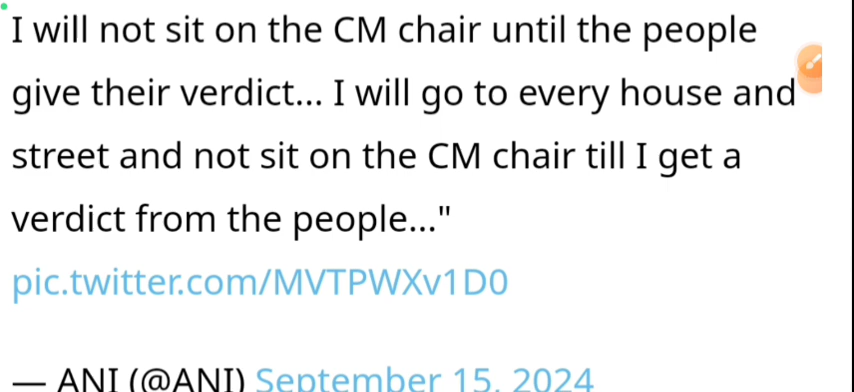 I will not sit on the CM chair until the people
give their verdict... I will go to every house and
street and not sit on the CM chair till I get a
verdict from the people..."
pic.twitter.com/MVTPWXv1D0
— ANI (@ANI) September 15, 2024